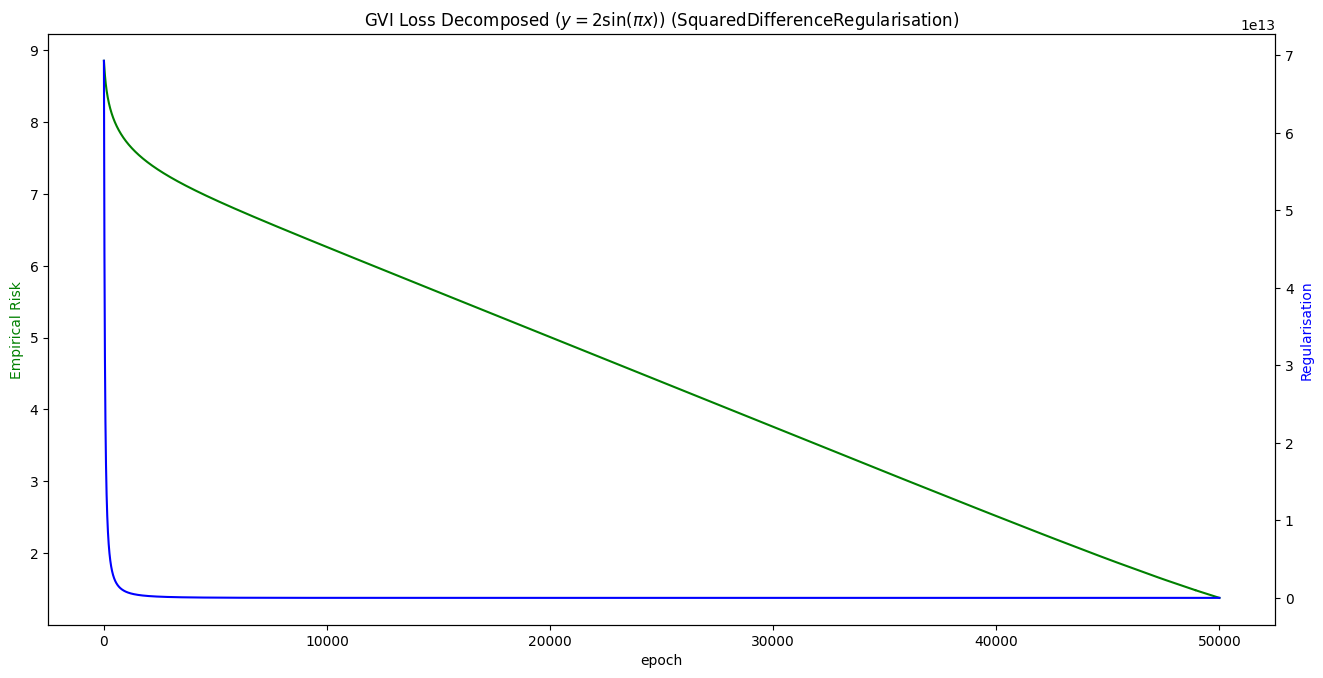 GVI Loss Decomposed (y = 2sin(πx)) (SquaredDifferenceRegularisation)
1e13
9
8
7
6
5
4
3
2
Empirical Risk
7
6
5
4
3
2
1
0
Regularisation
0 10000 20000 30000 40000 50000
epoch